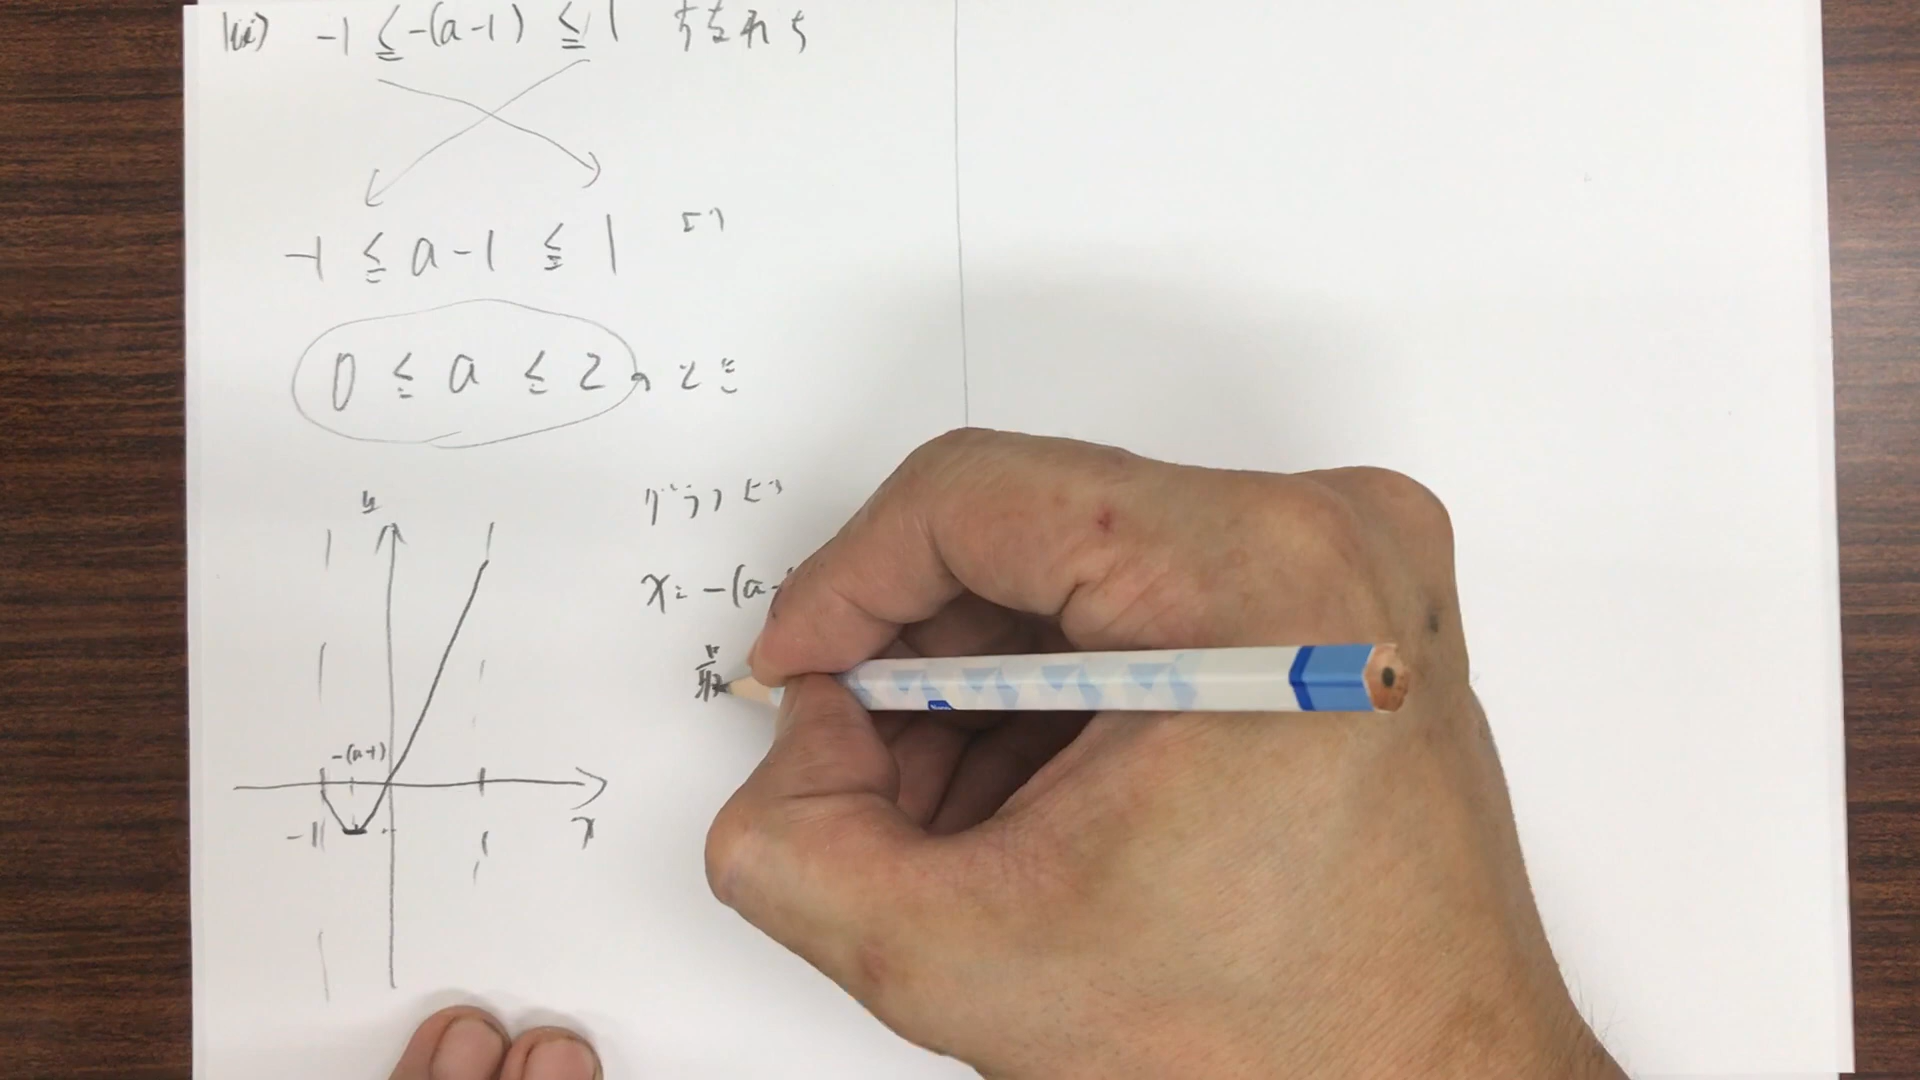 (iii) -1 ≦ -(a-1) ≦ 1 すなわち
-1 ≦ a-1 ≦ 1 より
0 ≦ a ≦ 2 のとき
y
グラフより
x = -(a-
最
-(a-1)
-1
1
x